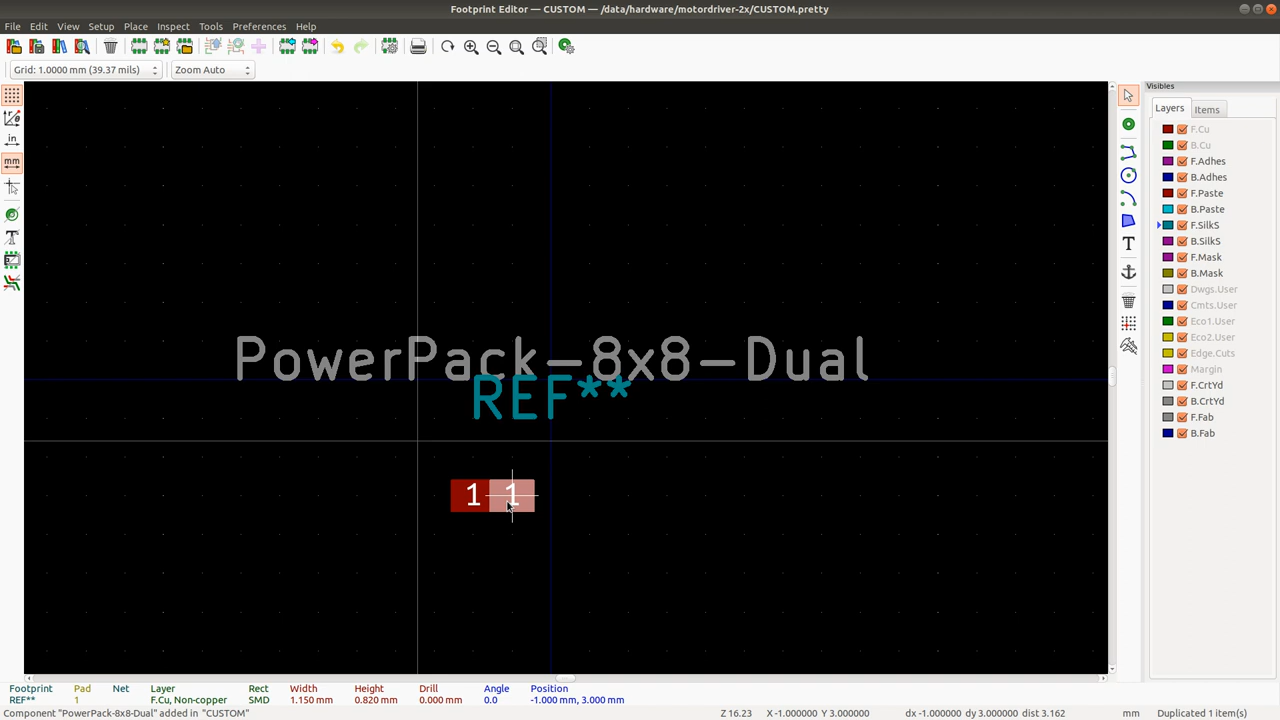 Footprint Editor — CUSTOM — /data/hardware/motordriver-2x/CUSTOM.pretty
File Edit View Setup Place Inspect Tools Preferences Help
Grid: 1.0000 mm (39.37 mils) Zoom Auto
in
mm
Visibles
Layers Items
F.Cu
B.Cu
F.Adhes
B.Adhes
F.Paste
B.Paste
F.SilkS
B.SilkS
F.Mask
B.Mask
Dwgs.User
Cmts.User
Eco1.User
Eco2.User
Edge.Cuts
Margin
F.CrtYd
B.CrtYd
F.Fab
B.Fab
PowerPack-8x8-Dual
REF**
1 1
Footprint Pad Net Layer Rect Width Height Drill Angle Position
REF** 1 F.Cu, Non-copper SMD 1.150 mm 0.820 mm 0.000 mm 0.0 -1.000 mm, 3.000 mm
Component "PowerPack-8x8-Dual" added in "CUSTOM" Z 16.23 X -1.000000 Y 3.000000 dx -1.000000 dy 3.000000 dist 3.162 mm Duplicated 1 item(s)